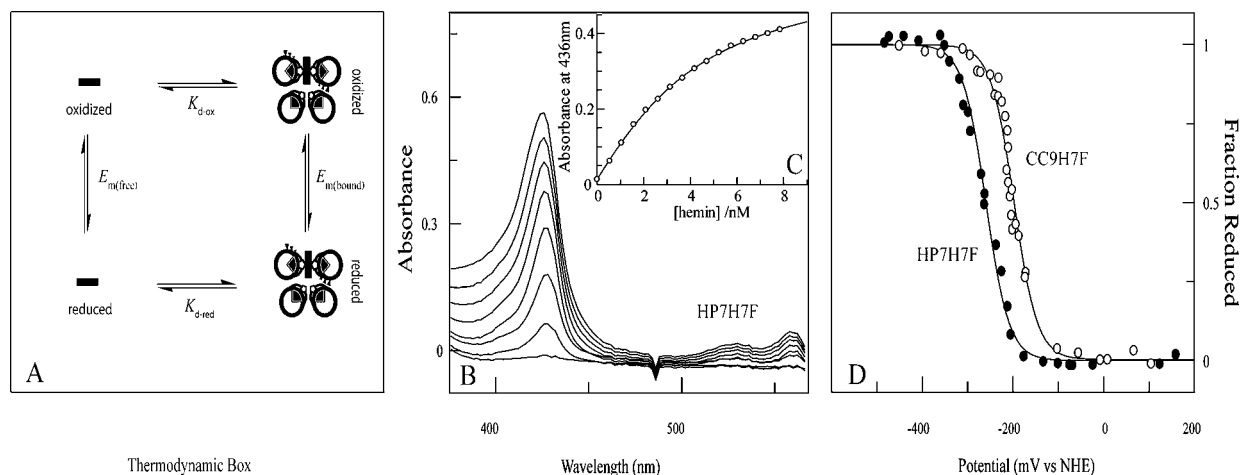 oxidized
K d-ox
oxidized
E m(free)
E m(bound)
reduced
K d-red
reduced
A
Thermodynamic Box
Absorbance
0.6
0.3
0
400
500
Wavelength (nm)
HP7H7F
B
Absorbance at 436nm
0.4
0.2
0
0
2
4
6
8
[hemin] /nM
C
CC9H7F
HP7H7F
D
Fraction Reduced
1
0.5
0
-400
-200
0
200
Potential (mV vs NHE)